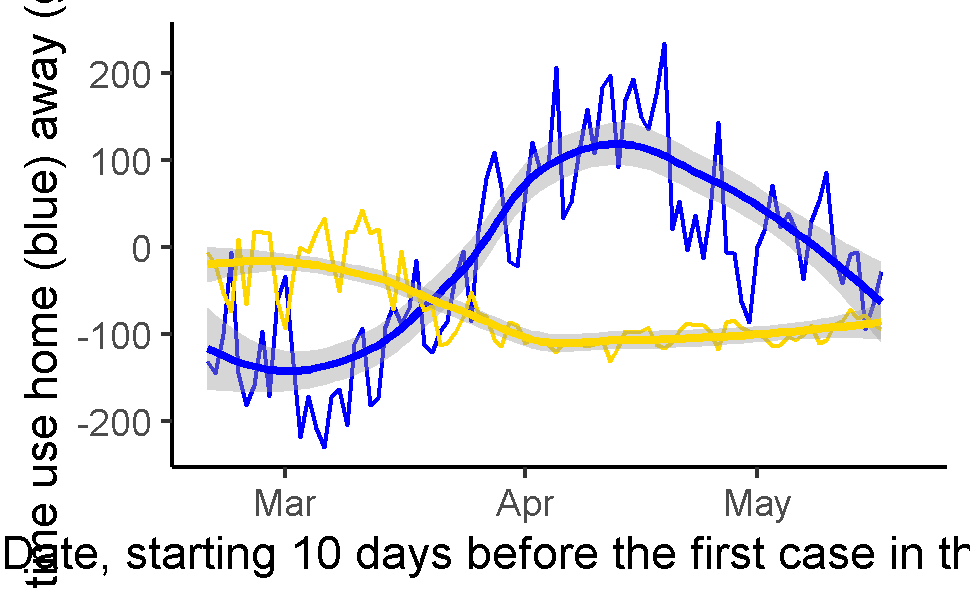 time use home (blue) away (
200
100
0
-100
-200
Mar Apr May
Date, starting 10 days before the first case in th